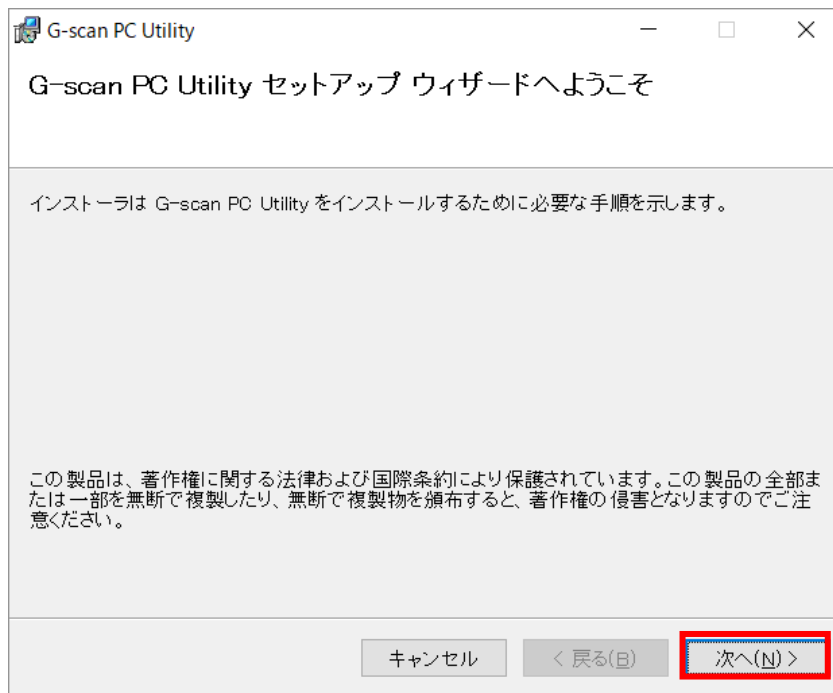 G-scan PC Utility
G-scan PC Utility セットアップ ウィザードへようこそ
インストーラは G-scan PC Utility をインストールするために必要な手順を示します。
この製品は、著作権に関する法律および国際条約により保護されています。この製品の全部ま
たは一部を無断で複製したり、無断で複製物を頒布すると、著作権の侵害となりますのでご注
意ください。
キャンセル < 戻る(B) 次へ(N) >